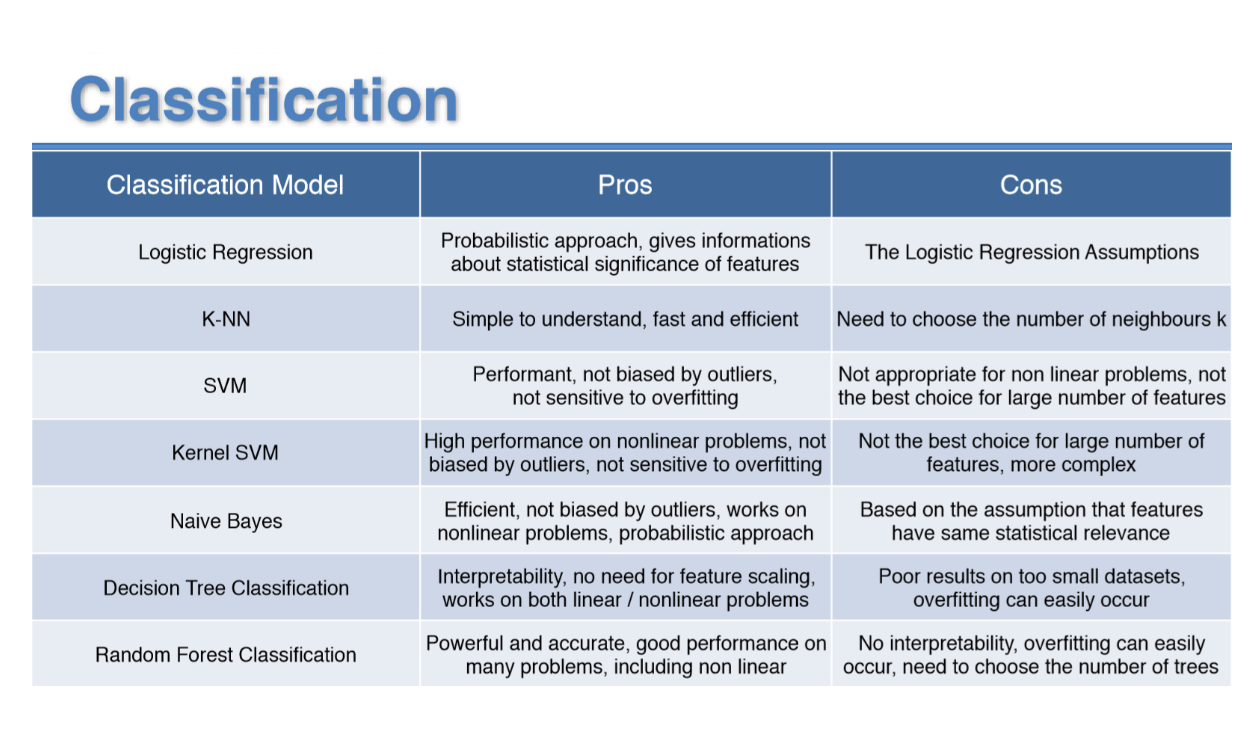 Classification
Classification Model
Pros
Cons
Logistic Regression
Probabilistic approach, gives informations
about statistical significance of features
The Logistic Regression Assumptions
K-NN
Simple to understand, fast and efficient
Need to choose the number of neighbours k
SVM
Performant, not biased by outliers,
not sensitive to overfitting
Not appropriate for non linear problems, not
the best choice for large number of features
Kernel SVM
High performance on nonlinear problems, not
biased by outliers, not sensitive to overfitting
Not the best choice for large number of
features, more complex
Naive Bayes
Efficient, not biased by outliers, works on
nonlinear problems, probabilistic approach
Based on the assumption that features
have same statistical relevance
Decision Tree Classification
Interpretability, no need for feature scaling,
works on both linear / nonlinear problems
Poor results on too small datasets,
overfitting can easily occur
Random Forest Classification
Powerful and accurate, good performance on
many problems, including non linear
No interpretability, overfitting can easily
occur, need to choose the number of trees